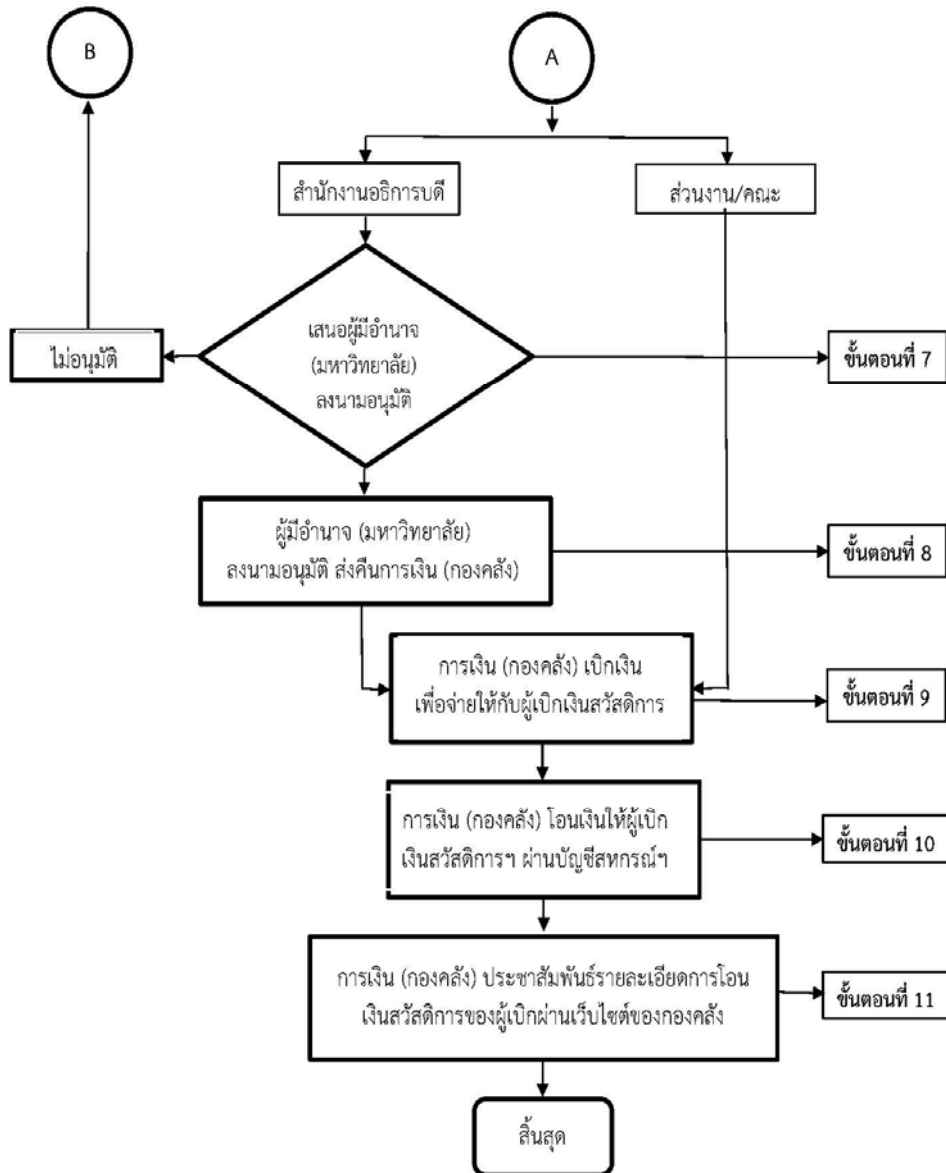 B
A
สำนักงานอธิการบดี
ส่วนงาน/คณะ
เสนอผู้มีอำนาจ
(มหาวิทยาลัย)
ลงนามอนุมัติ
ไม่อนุมัติ
ขั้นตอนที่ 7
ผู้มีอำนาจ (มหาวิทยาลัย)
ลงนามอนุมัติ ส่งคืนการเงิน (กองคลัง)
ขั้นตอนที่ 8
การเงิน (กองคลัง) เบิกเงิน
เพื่อจ่ายให้กับผู้เบิกเงินสวัสดิการ
ขั้นตอนที่ 9
การเงิน (กองคลัง) โอนเงินให้ผู้เบิก
เงินสวัสดิการฯ ผ่านบัญชีสหกรณ์ฯ
ขั้นตอนที่ 10
การเงิน (กองคลัง) ประชาสัมพันธ์รายละเอียดการโอน
เงินสวัสดิการของผู้เบิกผ่านเว็บไซต์ของกองคลัง
ขั้นตอนที่ 11
สิ้นสุด